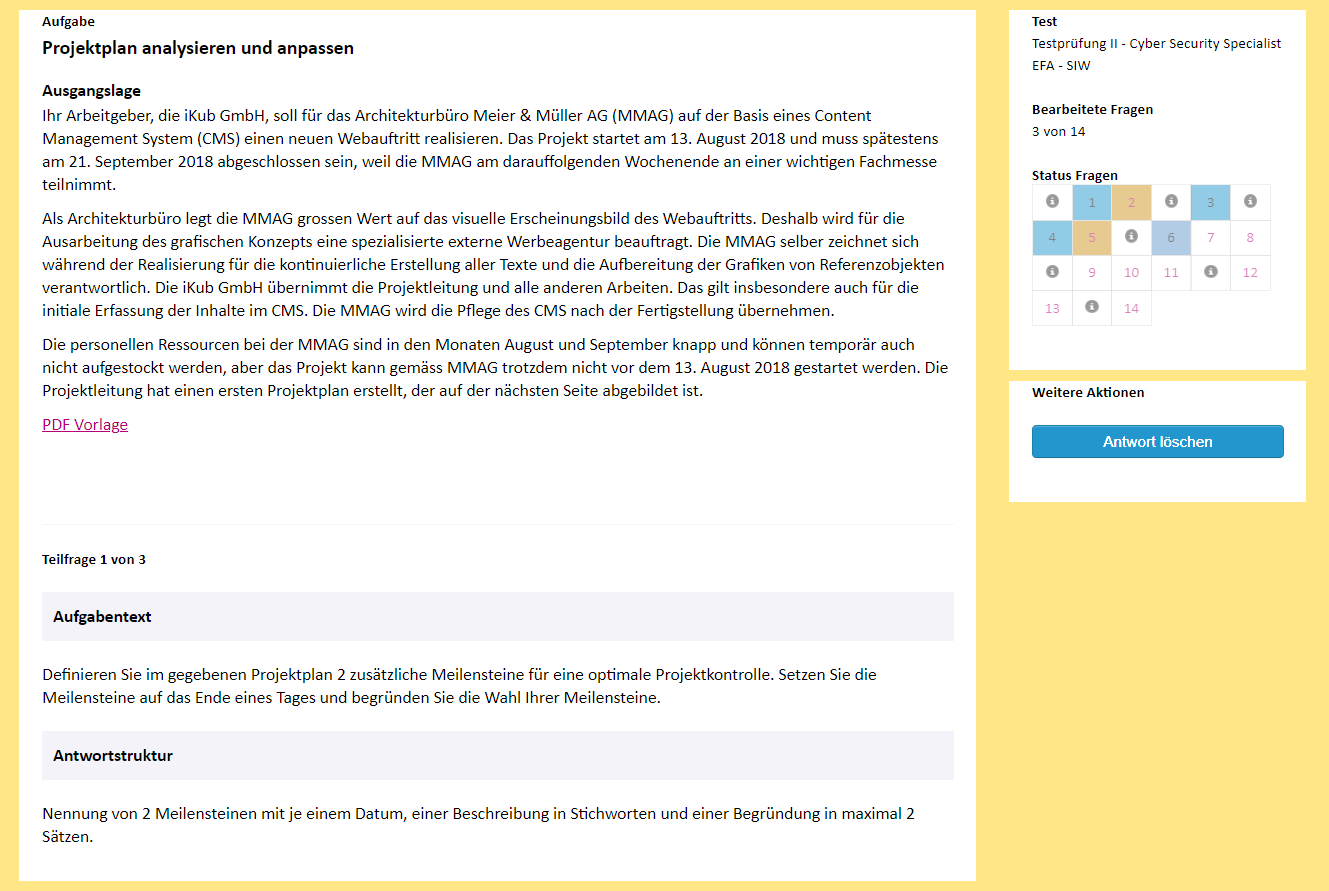 Aufgabe
Projektplan analysieren und anpassen
Ausgangslage
Ihr Arbeitgeber, die iKub GmbH, soll für das Architekturbüro Meier & Müller AG (MMAG) auf der Basis eines Content
Management System (CMS) einen neuen Webauftritt realisieren. Das Projekt startet am 13. August 2018 und muss spätestens
am 21. September 2018 abgeschlossen sein, weil die MMAG am darauffolgenden Wochenende an einer wichtigen Fachmesse
teilnimmt.
Als Architekturbüro legt die MMAG grossen Wert auf das visuelle Erscheinungsbild des Webauftritts. Deshalb wird für die
Ausarbeitung des grafischen Konzepts eine spezialisierte externe Werbeagentur beauftragt. Die MMAG selber zeichnet sich
während der Realisierung für die kontinuierliche Erstellung aller Texte und die Aufbereitung der Grafiken von Referenzobjekten
verantwortlich. Die iKub GmbH übernimmt die Projektleitung und alle anderen Arbeiten. Das gilt insbesondere auch für die
initiale Erfassung der Inhalte im CMS. Die MMAG wird die Pflege des CMS nach der Fertigstellung übernehmen.
Die personellen Ressourcen bei der MMAG sind in den Monaten August und September knapp und können temporär auch
nicht aufgestockt werden, aber das Projekt kann gemäss MMAG trotzdem nicht vor dem 13. August 2018 gestartet werden. Die
Projektleitung hat einen ersten Projektplan erstellt, der auf der nächsten Seite abgebildet ist.
PDF Vorlage
Teilfrage 1 von 3
Aufgabentext
Definieren Sie im gegebenen Projektplan 2 zusätzliche Meilensteine für eine optimale Projektkontrolle. Setzen Sie die
Meilensteine auf das Ende eines Tages und begründen Sie die Wahl Ihrer Meilensteine.
Antwortstruktur
Nennung von 2 Meilensteinen mit je einem Datum, einer Beschreibung in Stichworten und einer Begründung in maximal 2
Sätzen.
Test
Testprüfung II - Cyber Security Specialist
EFA - SIW
Bearbeitete Fragen
3 von 14
Status Fragen
1 2 3
4 5 6 7 8
9 10 11 12
13 14
Weitere Aktionen
Antwort löschen